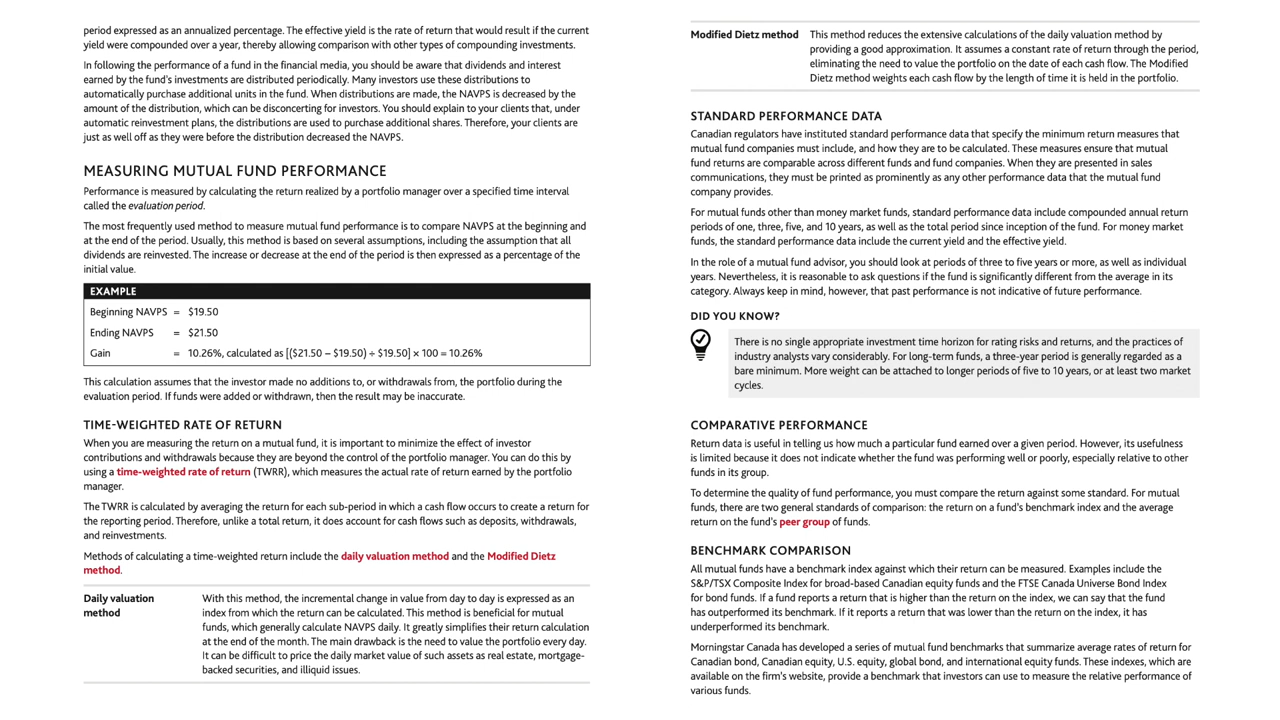 period expressed as an annualized percentage. The effective yield is the rate of return that would result if the current
yield were compounded over a year, thereby allowing comparison with other types of compounding investments.
In following the performance of a fund in the financial media, you should be aware that dividends and interest
earned by the fund's investments are distributed periodically. Many investors use these distributions to
automatically purchase additional units in the fund. When distributions are made, the NAVPS is decreased by the
amount of the distribution, which can be disconcerting for investors. You should explain to your clients that, under
automatic reinvestment plans, the distributions are used to purchase additional shares. Therefore, your clients are
just as well off as they were before the distribution decreased the NAVPS.
MEASURING MUTUAL FUND PERFORMANCE
Performance is measured by calculating the return realized by a portfolio manager over a specified time interval
called the evaluation period.
The most frequently used method to measure mutual fund performance is to compare NAVPS at the beginning and
at the end of the period. Usually, this method is based on several assumptions, including the assumption that all
dividends are reinvested. The increase or decrease at the end of the period is then expressed as a percentage of the
initial value.
EXAMPLE
Beginning NAVPS = $19.50
Ending NAVPS = $21.50
Gain = 10.26%, calculated as [($21.50 – $19.50) ÷ $19.50] × 100 = 10.26%
This calculation assumes that the investor made no additions to, or withdrawals from, the portfolio during the
evaluation period. If funds were added or withdrawn, then the result may be inaccurate.
TIME-WEIGHTED RATE OF RETURN
When you are measuring the return on a mutual fund, it is important to minimize the effect of investor
contributions and withdrawals because they are beyond the control of the portfolio manager. You can do this by
using a time-weighted rate of return (TWRR), which measures the actual rate of return earned by the portfolio
manager.
The TWRR is calculated by averaging the return for each sub-period in which a cash flow occurs to create a return for
the reporting period. Therefore, unlike a total return, it does account for cash flows such as deposits, withdrawals,
and reinvestments.
Methods of calculating a time-weighted return include the daily valuation method and the Modified Dietz
method.
Daily valuation
method
With this method, the incremental change in value from day to day is expressed as an
index from which the return can be calculated. This method is beneficial for mutual
funds, which generally calculate NAVPS daily. It greatly simplifies their return calculation
at the end of the month. The main drawback is the need to value the portfolio every day.
It can be difficult to price the daily market value of such assets as real estate, mortgage-
backed securities, and illiquid issues.
Modified Dietz method
This method reduces the extensive calculations of the daily valuation method by
providing a good approximation. It assumes a constant rate of return through the period,
eliminating the need to value the portfolio on the date of each cash flow. The Modified
Dietz method weights each cash flow by the length of time it is held in the portfolio.
STANDARD PERFORMANCE DATA
Canadian regulators have instituted standard performance data that specify the minimum return measures that
mutual fund companies must include, and how they are to be calculated. These measures ensure that mutual
fund returns are comparable across different funds and fund companies. When they are presented in sales
communications, they must be printed as prominently as any other performance data that the mutual fund
company provides.
For mutual funds other than money market funds, standard performance data include compounded annual return
periods of one, three, five, and 10 years, as well as the total period since inception of the fund. For money market
funds, the standard performance data include the current yield and the effective yield.
In the role of a mutual fund advisor, you should look at periods of three to five years or more, as well as individual
years. Nevertheless, it is reasonable to ask questions if the fund is significantly different from the average in its
category. Always keep in mind, however, that past performance is not indicative of future performance.
DID YOU KNOW?
There is no single appropriate investment time horizon for rating risks and returns, and the practices of
industry analysts vary considerably. For long-term funds, a three-year period is generally regarded as a
bare minimum. More weight can be attached to longer periods of five to 10 years, or at least two market
cycles.
COMPARATIVE PERFORMANCE
Return data is useful in telling us how much a particular fund earned over a given period. However, its usefulness
is limited because it does not indicate whether the fund was performing well or poorly, especially relative to other
funds in its group.
To determine the quality of fund performance, you must compare the return against some standard. For mutual
funds, there are two general standards of comparison: the return on a fund's benchmark index and the average
return on the fund's peer group of funds.
BENCHMARK COMPARISON
All mutual funds have a benchmark index against which their return can be measured. Examples include the
S&P/TSX Composite Index for broad-based Canadian equity funds and the FTSE Canada Universe Bond Index
for bond funds. If a fund reports a return that is higher than the return on the index, we can say that the fund
has outperformed its benchmark. If it reports a return that was lower than the return on the index, it has
underperformed its benchmark.
Morningstar Canada has developed a series of mutual fund benchmarks that summarize average rates of return for
Canadian bond, Canadian equity, U.S. equity, global bond, and international equity funds. These indexes, which are
available on the firm's website, provide a benchmark that investors can use to measure the relative performance of
various funds.